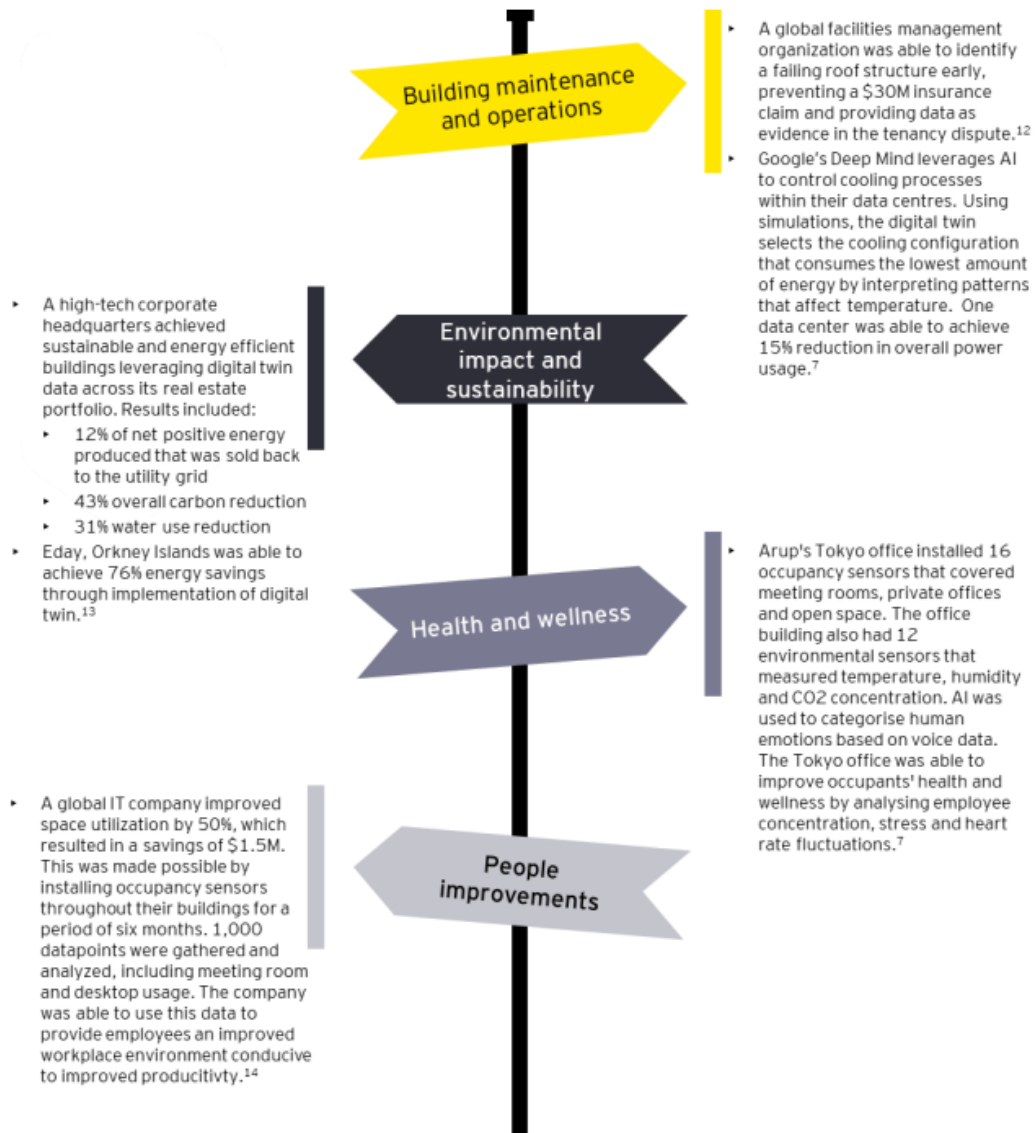 Building maintenance
and operations
‣ A global facilities management
organization was able to identify
a failing roof structure early,
preventing a $30M insurance
claim and providing data as
evidence in the tenancy dispute.¹²
‣ Google's Deep Mind leverages AI
to control cooling processes
within their data centres. Using
simulations, the digital twin
selects the cooling configuration
that consumes the lowest amount
of energy by interpreting patterns
that affect temperature. One
data center was able to achieve
15% reduction in overall power
usage.⁷
Environmental
impact and
sustainability
‣ A high-tech corporate
headquarters achieved
sustainable and energy efficient
buildings leveraging digital twin
data across its real estate
portfolio. Results included:
‣ 12% of net positive energy
produced that was sold back
to the utility grid
‣ 43% overall carbon reduction
‣ 31% water use reduction
‣ Eday, Orkney Islands was able to
achieve 76% energy savings
through implementation of digital
twin.¹³
Health and wellness
‣ Arup's Tokyo office installed 16
occupancy sensors that covered
meeting rooms, private offices
and open space. The office
building also had 12
environmental sensors that
measured temperature, humidity
and CO2 concentration. AI was
used to categorise human
emotions based on voice data.
The Tokyo office was able to
improve occupants' health and
wellness by analysing employee
concentration, stress and heart
rate fluctuations.⁷
People
improvements
‣ A global IT company improved
space utilization by 50%, which
resulted in a savings of $1.5M.
This was made possible by
installing occupancy sensors
throughout their buildings for a
period of six months. 1,000
datapoints were gathered and
analyzed, including meeting room
and desktop usage. The company
was able to use this data to
provide employees an improved
workplace environment conducive
to improved producitivty.¹⁴